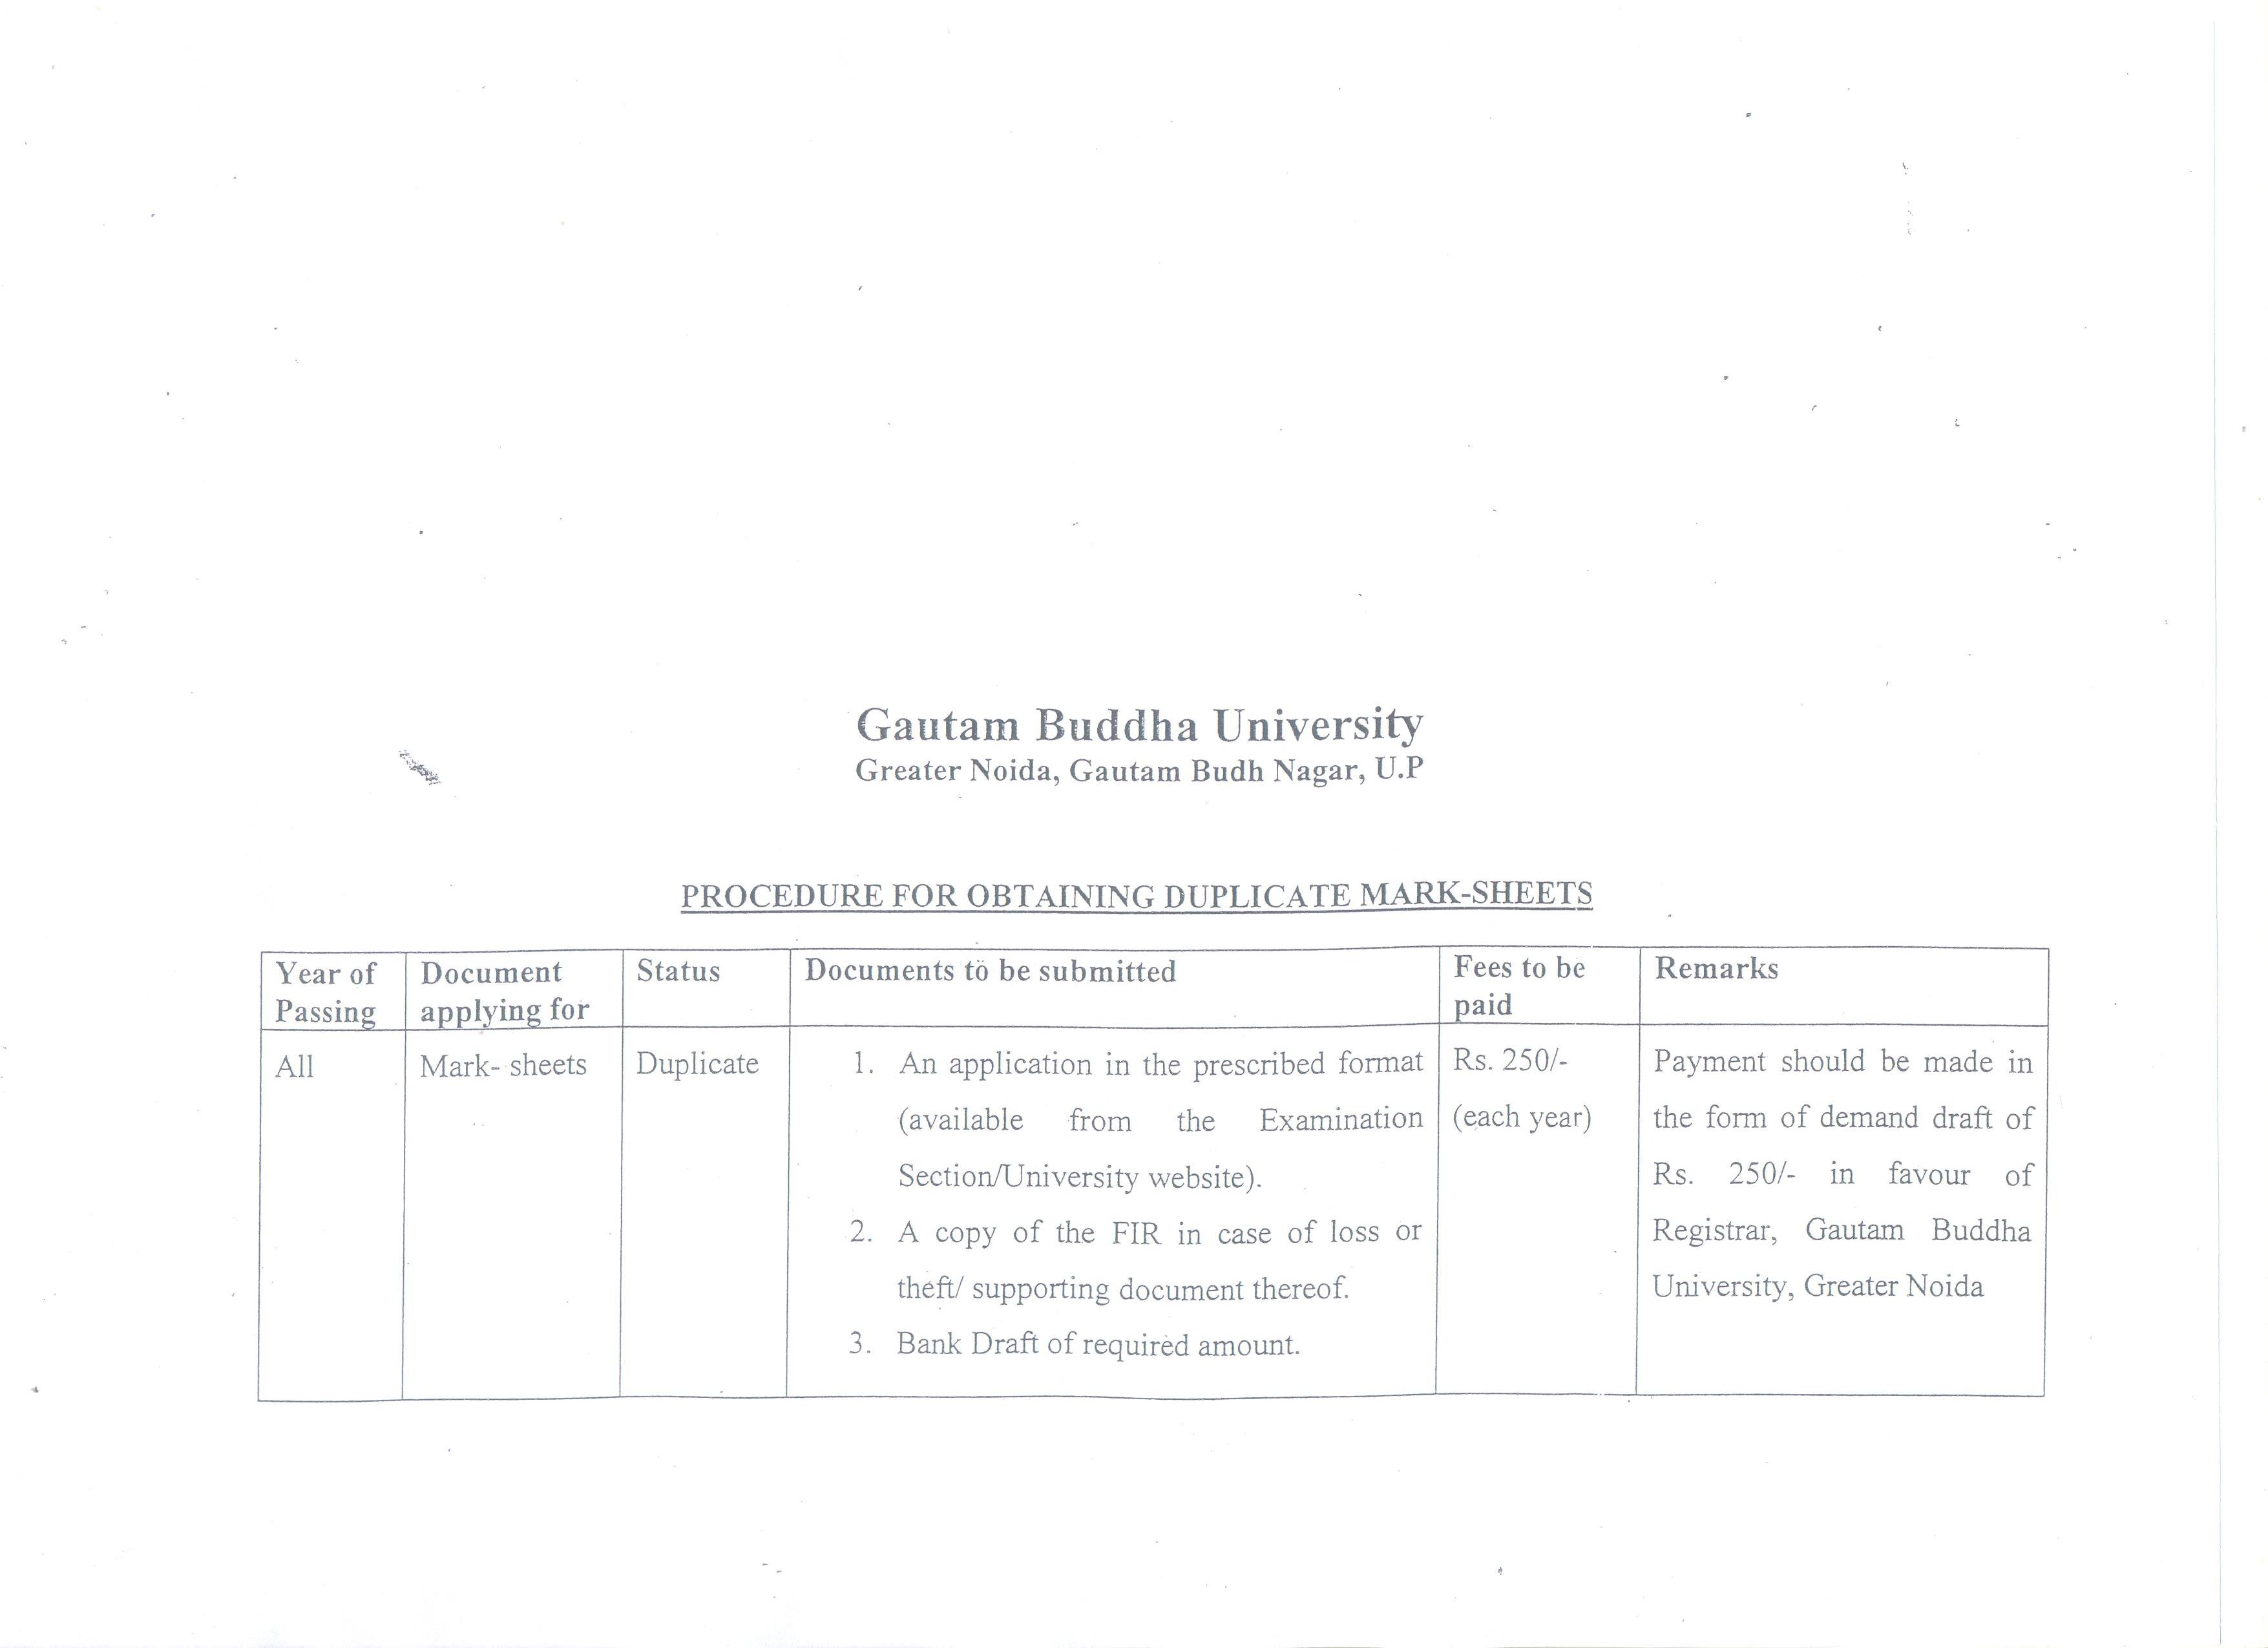 Gautam Buddha University
Greater Noida, Gautam Budh Nagar, U.P
PROCEDURE FOR OBTAINING DUPLICATE MARK-SHEETS
Year of
Passing
Document
applying for
Status
Documents to be submitted
Fees to be
paid
Remarks
All
Mark- sheets
Duplicate
1. An application in the prescribed format
(available from the Examination
Section/University website).
2. A copy of the FIR in case of loss or
theft/ supporting document thereof.
3. Bank Draft of required amount.
Rs. 250/-
(each year)
Payment should be made in
the form of demand draft of
Rs. 250/- in favour of
Registrar, Gautam Buddha
University, Greater Noida